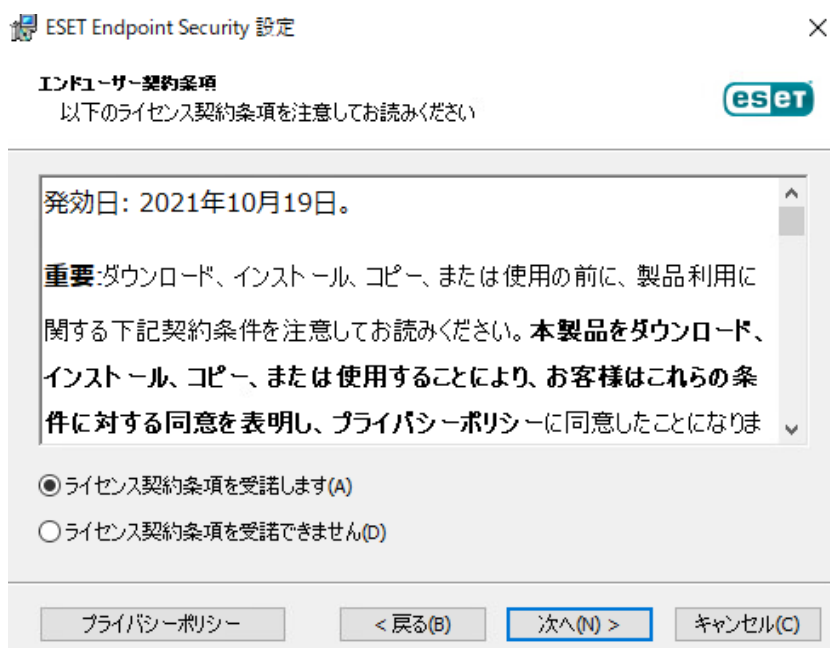 ESET Endpoint Security 設定
エンドユーザー契約条項
以下のライセンス契約条項を注意してお読みください
eseT
発効日: 2021年10月19日。
重要:ダウンロード、インストール、コピー、または使用の前に、製品利用に
関する下記契約条件を注意してお読みください。本製品をダウンロード、
インストール、コピー、または使用することにより、お客様はこれらの条
件に対する同意を表明し、プライバシーポリシーに同意したことになりま
ライセンス契約条項を受諾します(A)
ライセンス契約条項を受諾できません(D)
プライバシーポリシー
< 戻る(B)
次へ(N) >
キャンセル(C)